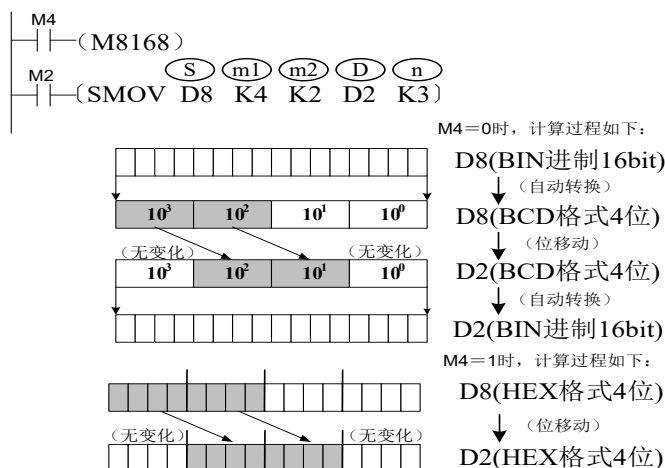 M4
(M8168)
M2
S m1 m2 D n
[SMOV D8 K4 K2 D2 K3]
M4=0时，计算过程如下：
D8(BIN进制16bit)
（自动转换）
10³ 10² 10¹ 10⁰
D8(BCD格式4位)
（位移动）
（无变化） （无变化）
10³ 10² 10¹ 10⁰
D2(BCD格式4位)
（自动转换）
D2(BIN进制16bit)
M4=1时，计算过程如下：
D8(HEX格式4位)
（位移动）
（无变化） （无变化）
D2(HEX格式4位)